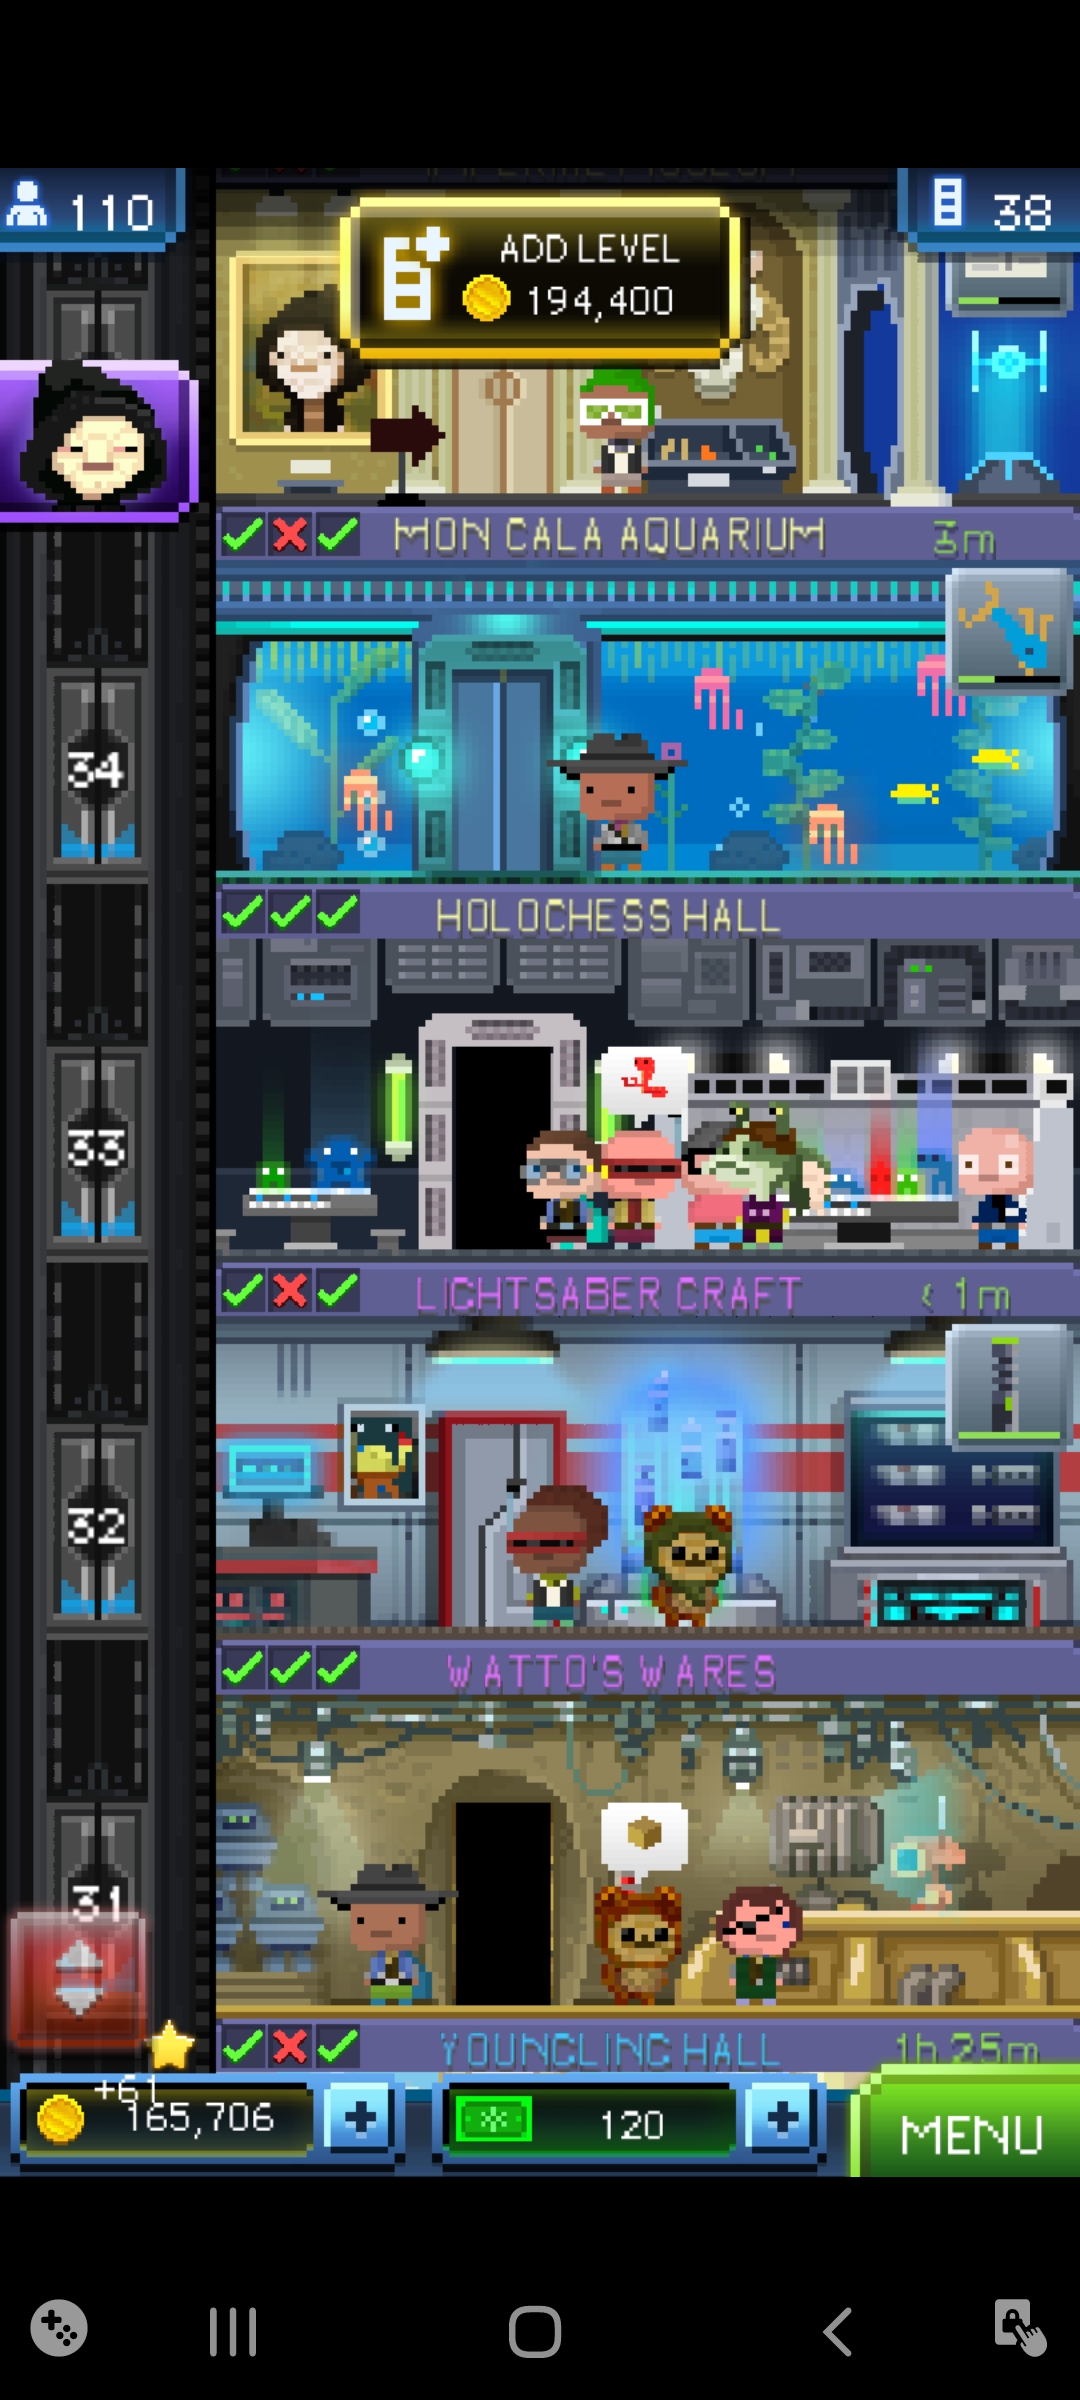 110
38
ADD LEVEL
194,400
MON CALA AQUARIUM
3m
34
HOLOCHESS HALL
33
LIGHTSABER CRAFT
< 1m
32
WATTO'S WARES
31
YOUNGLING HALL
1h 25m
+61
165,706
120
MENU